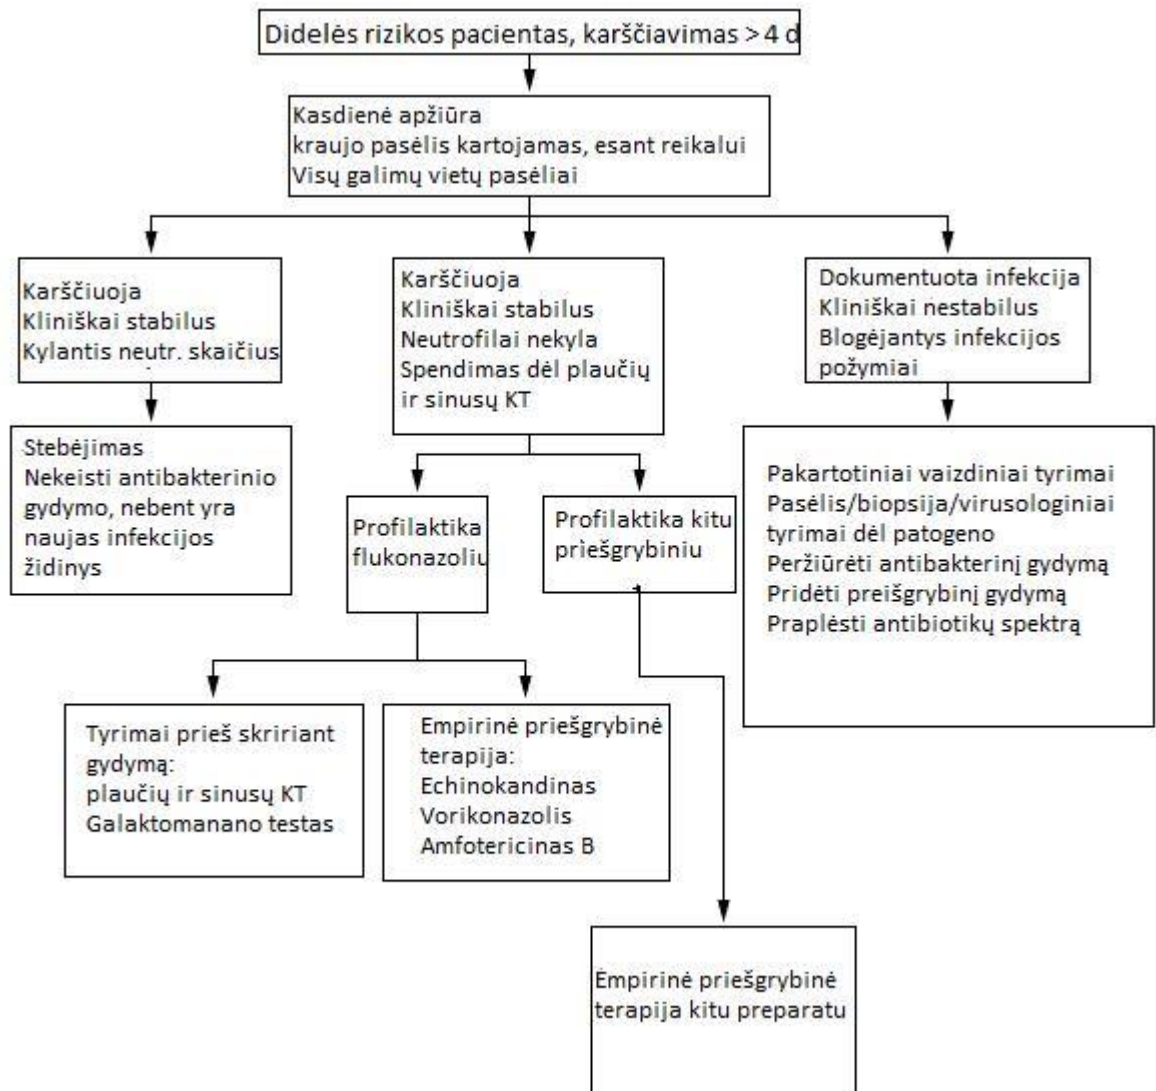 Didelės rizikos pacientas, karščiavimas > 4 d
Kasdienė apžiūra
kraujo pasėlis kartojamas, esant reikalui
Visų galimų vietų pasėliai
Karščiuoja
Kliniškai stabilus
Kylantis neutr. skaičius
Karščiuoja
Kliniškai stabilus
Neutrofilai nekyla
Spendimas dėl plaučių
ir sinusų KT
Dokumentuota infekcija
Kliniškai nestabilus
Blogėjantys infekcijos
požymiai
Stebėjimas
Nekeisti antibakterinio
gydymo, nebent yra
naujas infekcijos
židinys
Profilaktika
flukonazoliu
Profilaktika kitu
priešgrybiniu
Pakartotiniai vaizdiniai tyrimai
Pasėlis/biopsija/virusologiniai
tyrimai dėl patogeno
Peržiūrėti antibakterinį gydymą
Pridėti preišgrybinį gydymą
Praplėsti antibiotikų spektrą
Tyrimai prieš skririant
gydymą:
plaučių ir sinusų KT
Galaktomanano testas
Empirinė priešgrybinė
terapija:
Echinokandinas
Vorikonazolis
Amfotericinas B
Empirinė priešgrybinė
terapija kitu preparatu